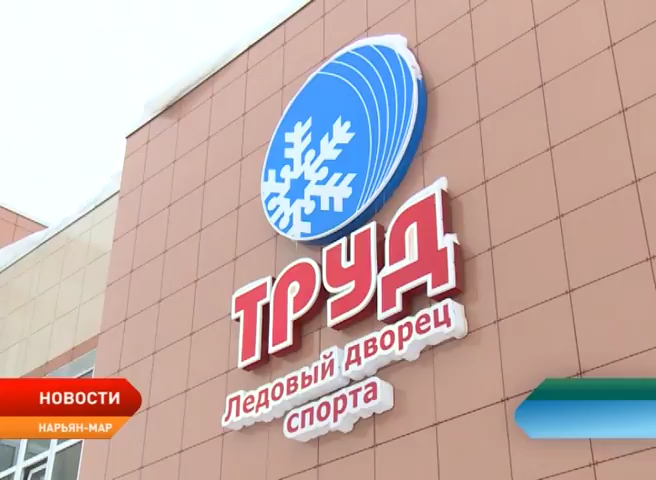 ТРУД
Ледовый дворец
спорта
НОВОСТИ
НАРЬЯН-МАР